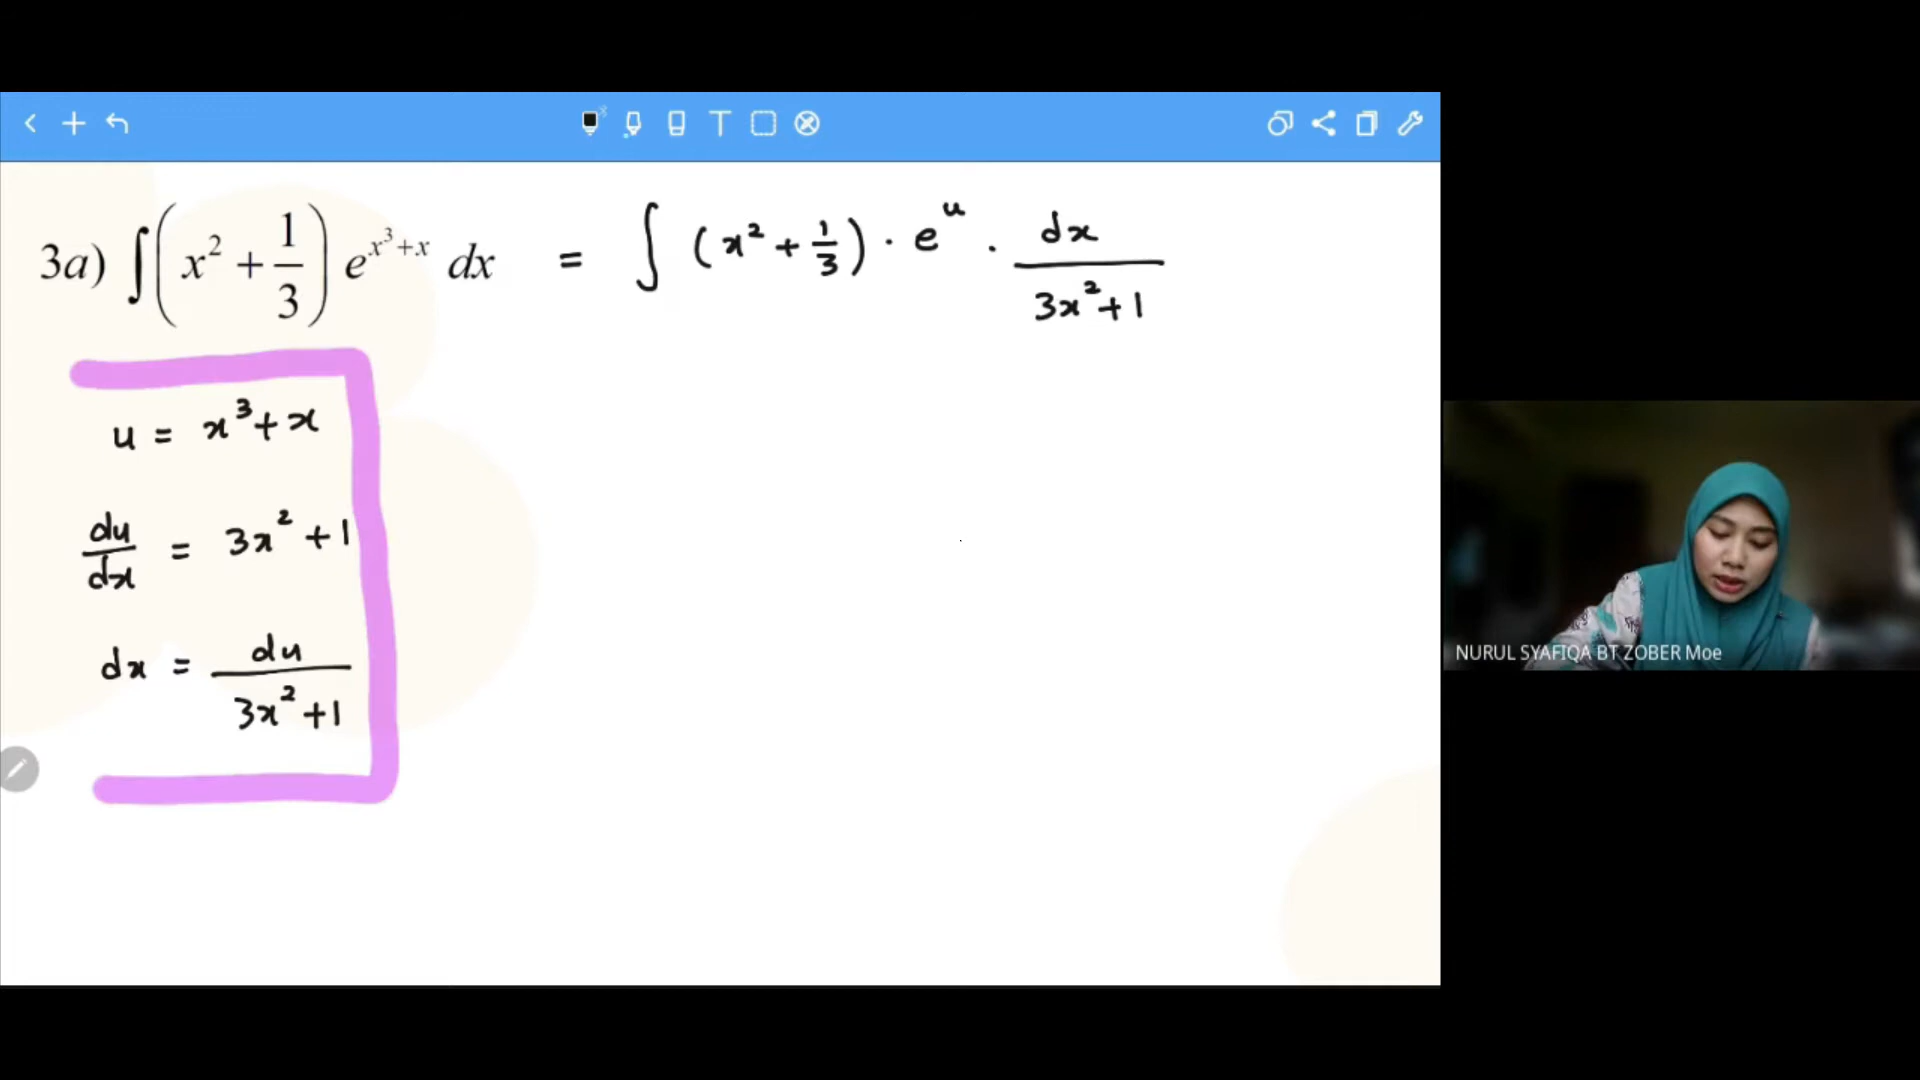 3a) ∫(x² + 1/3) e^(x³+x) dx = ∫ (x² + 1/3) · e^u · dx/(3x²+1)
u = x³ + x
du/dx = 3x² + 1
dx = du/(3x² + 1)
NURUL SYAFIQA BT ZOBER Moe